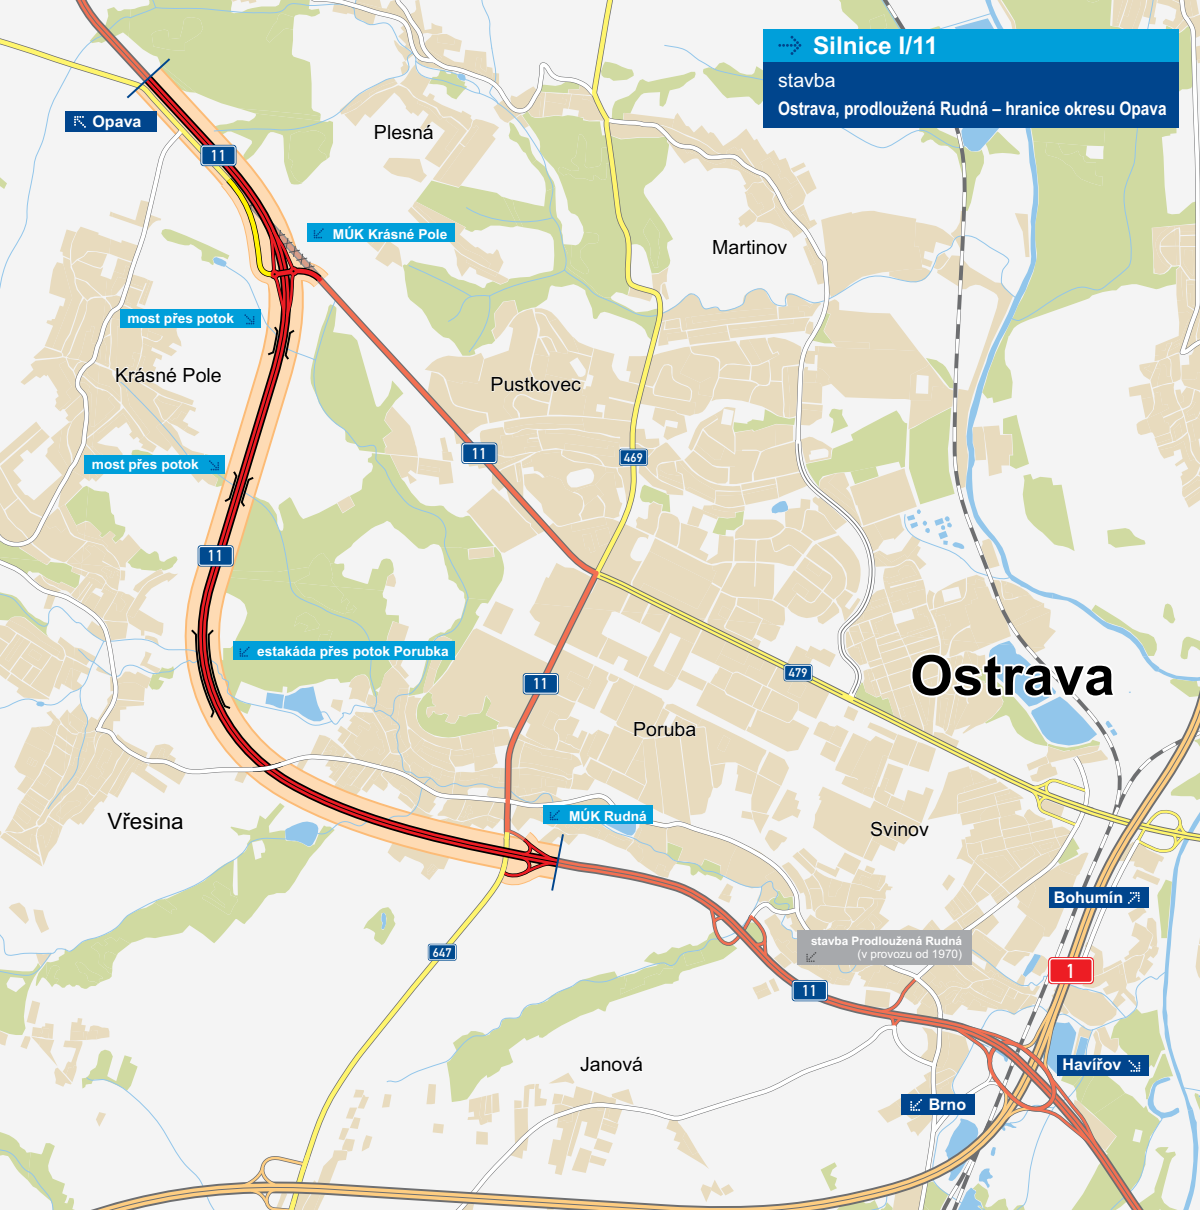 Silnice I/11
stavba
Ostrava, prodloužená Rudná – hranice okresu Opava
Opava
Plesná
11
MÚK Krásné Pole
Martinov
most přes potok
Krásné Pole
Pustkovec
11
469
most přes potok
11
estakáda přes potok Porubka
479
Ostrava
11
Poruba
MÚK Rudná
Vřesina
Svinov
Bohumín
stavba Prodloužená Rudná
(v provozu od 1970)
647
1
11
Janová
Havířov
Brno